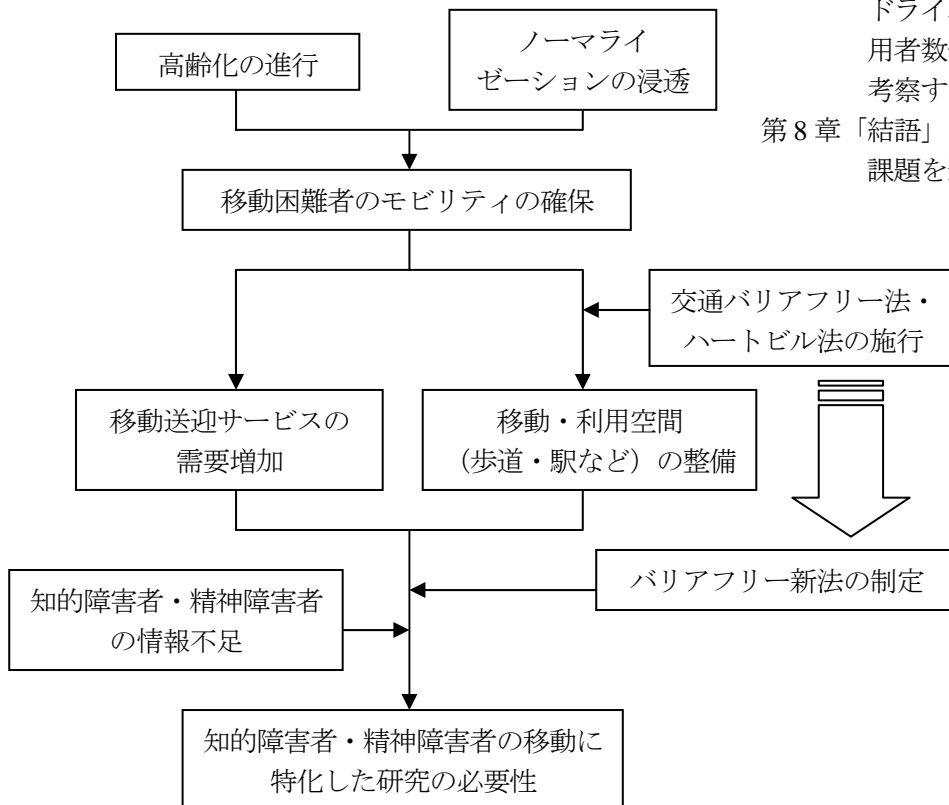 高齢化の進行
ノーマライ
ゼーションの浸透
移動困難者のモビリティの確保
交通バリアフリー法・
ハートビル法の施行
移動送迎サービスの
需要増加
移動・利用空間
（歩道・駅など）の整備
バリアフリー新法の制定
知的障害者・精神障害者
の情報不足
知的障害者・精神障害者の移動に
特化した研究の必要性
ドライ
用者数
考察す
第 8 章「結語」
課題を